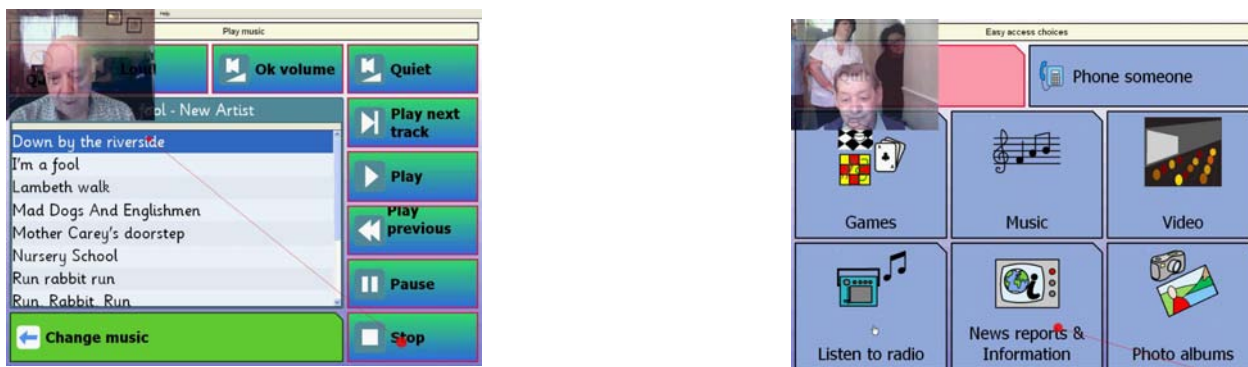 Help
Play music
Loud
Ok volume
Quiet
ool - New Artist
Down by the riverside
I'm a fool
Lambeth walk
Mad Dogs And Englishmen
Mother Carey's doorstep
Nursery School
Run rabbit run
Run, Rabbit, Run
Play next
track
Play
Play
previous
Pause
Change music
Stop
Easy access choices
Phone someone
Games
Music
Video
Listen to radio
News reports &
Information
Photo albums